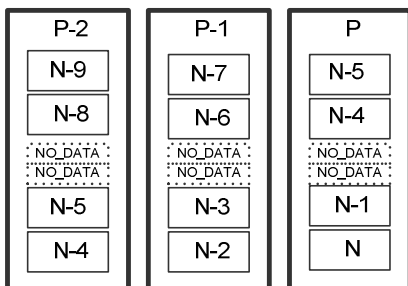 P-2
N-9
N-8
NO_DATA
NO_DATA
N-5
N-4
P-1
N-7
N-6
NO_DATA
NO_DATA
N-3
N-2
P
N-5
N-4
NO_DATA
NO_DATA
N-1
N